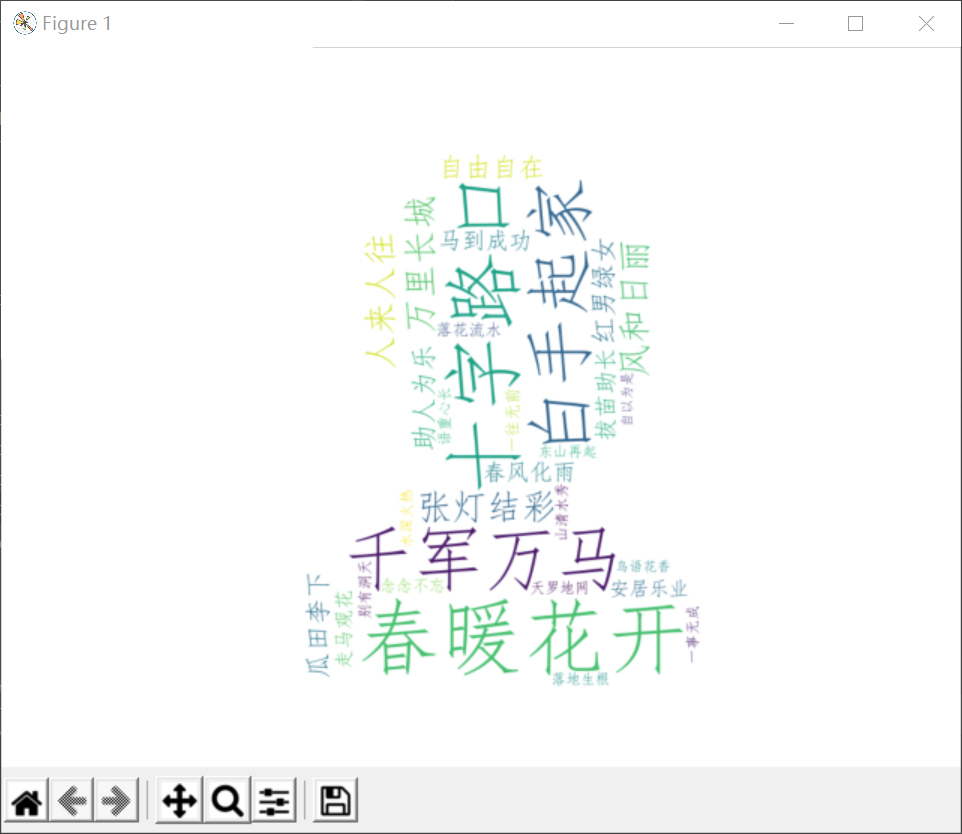 Figure 1
自由自在
十字路口
白手起家
马到成功
万里长城
人来人往
红男绿女
风和日丽
落花流水
助人为乐
语重心长
一往无前
拔苗助长
自以为是
东山再起
春风化雨
水深火热
张灯结彩
山清水秀
千军万马
鸟语花香
别有洞天
念念不忘
天罗地网
安居乐业
瓜田李下
走马观花
春暖花开
一事无成
落地生根